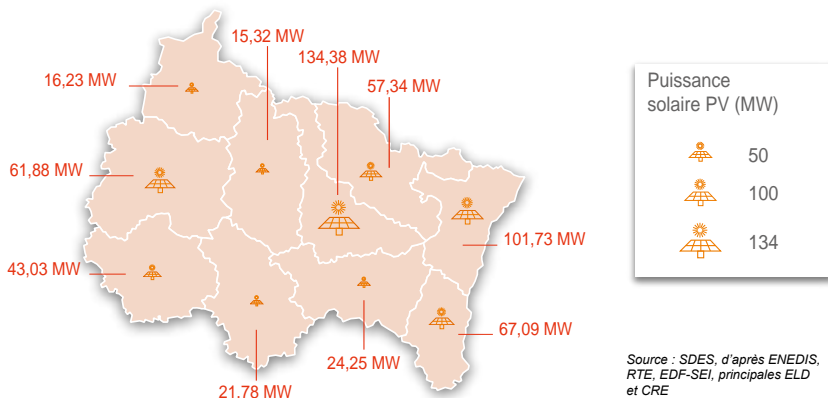 15,32 MW
134,38 MW
16,23 MW
57,34 MW
61,88 MW
101,73 MW
43,03 MW
67,09 MW
24,25 MW
21.78 MW
Puissance
solaire PV (MW)
50
100
134
Source : SDES, d'après ENEDIS,
RTE, EDF-SEI, principales ELD
et CRE